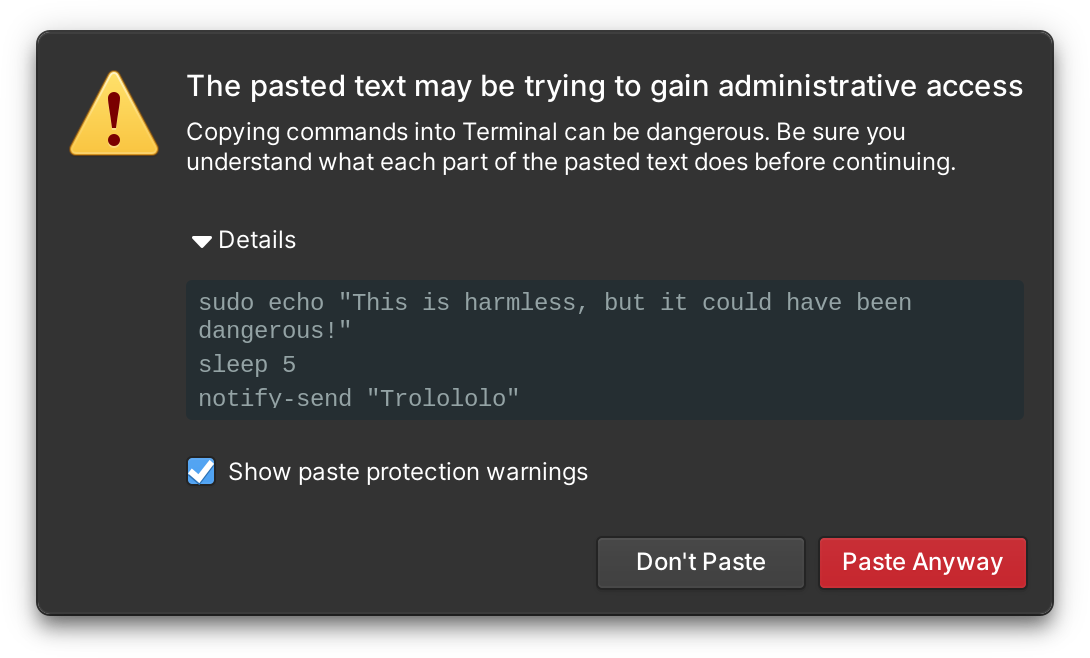 The pasted text may be trying to gain administrative access
Copying commands into Terminal can be dangerous. Be sure you
understand what each part of the pasted text does before continuing.
Details
sudo echo "This is harmless, but it could have been
dangerous!"
sleep 5
notify-send "Trolololo"
Show paste protection warnings
Don't Paste
Paste Anyway